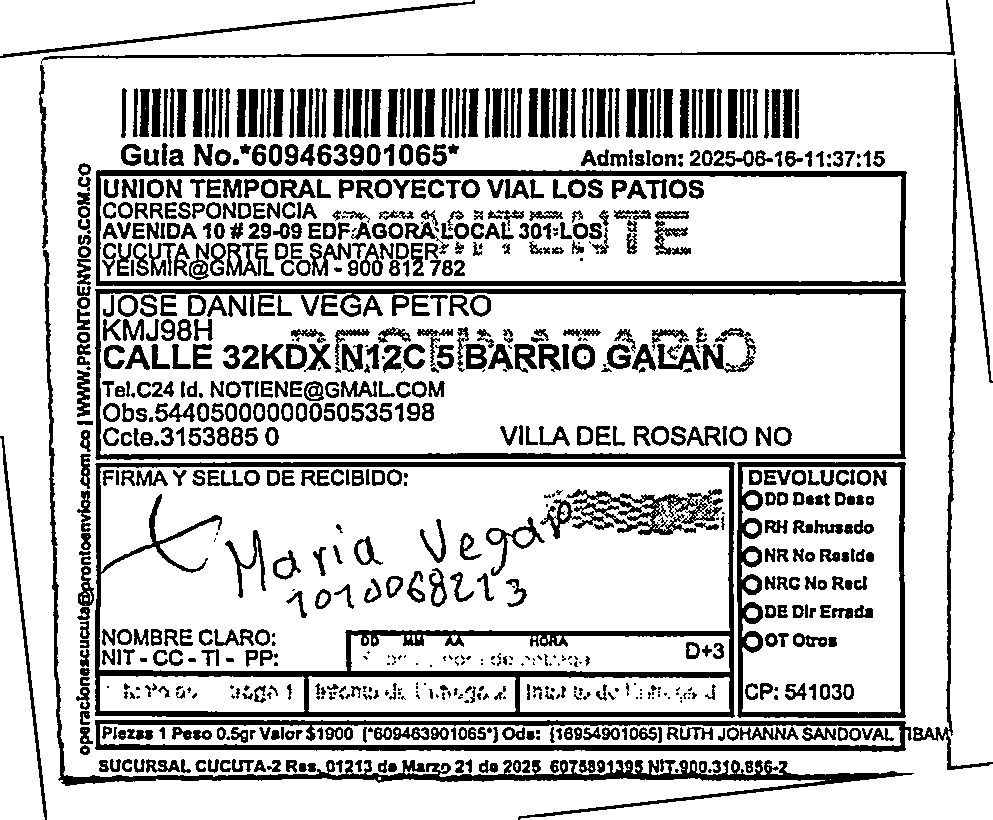 Guia No.*609463901065*
Admision: 2025-06-16-11:37:15
operacionescucuta@prontoenvios.com.co | WWW.PRONTOENVIOS.COM.CO
UNION TEMPORAL PROYECTO VIAL LOS PATIOS
CORRESPONDENCIA
AVENIDA 10 # 29-09 EDF AGORA LOCAL 301 LOS
CUCUTA NORTE DE SANTANDER
YEISMIR@GMAIL COM - 900 812 782
JOSE DANIEL VEGA PETRO
KMJ98H
DESTINATARIO
CALLE 32KDX N12C 5 BARRIO GALAN
Tel.C24 Id. NOTIENE@GMAIL.COM
Obs.54405000000050535198
Ccte.3153885 0
VILLA DEL ROSARIO NO
FIRMA Y SELLO DE RECIBIDO:
Maria Vega
1010068213
NOMBRE CLARO:
NIT - CC - TI - PP:
DD MM AA HORA
D+3
DEVOLUCION
DD Dest Desc
RH Rehusado
NR No Reside
NRC No Recl
DE Dir Errada
OT Otros
CP: 541030
Piezas 1 Peso 0.5gr Valor $1900 [*609463901065*] Ods: [16954901065] RUTH JOHANNA SANDOVAL TIBAM
SUCURSAL CUCUTA-2 Res. 01213 de Marzo 21 de 2025 6075891395 NIT.900.310.856-2